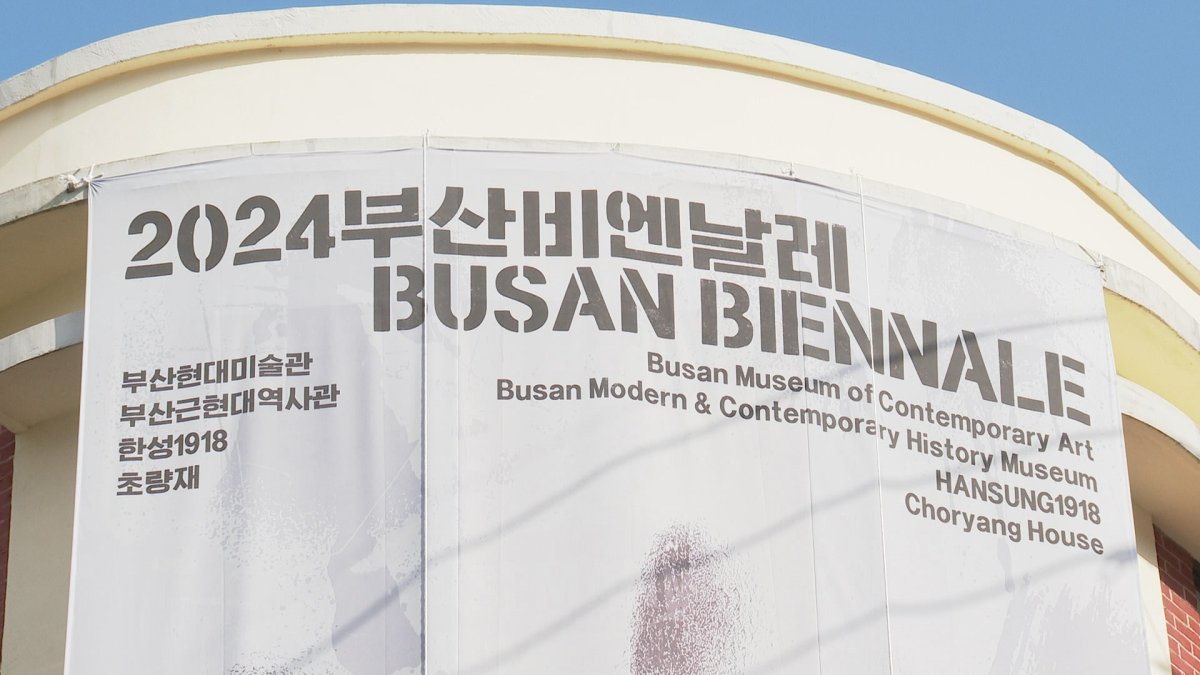 2024부산비엔날레
BUSAN BIENNALE
부산현대미술관
부산근현대역사관
한성1918
초량재
Busan Museum of Contemporary Art
Busan Modern & Contemporary History Museum
HANSUNG1918
Choryang House